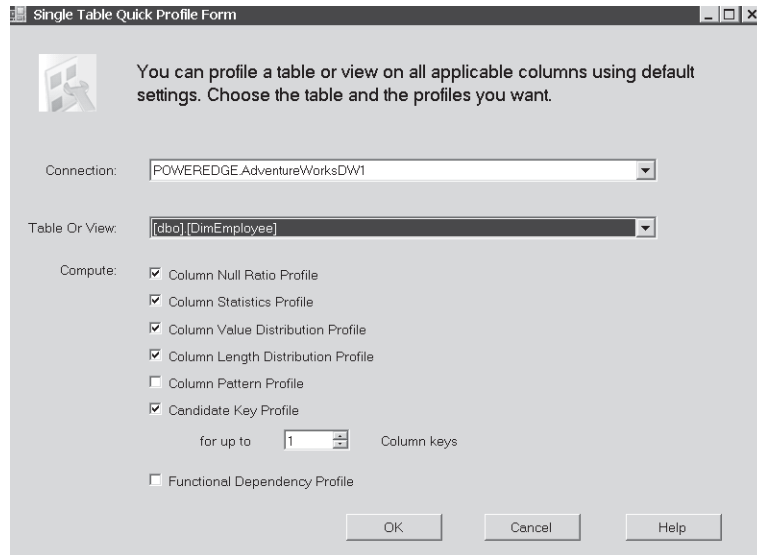 Single Table Quick Profile Form
You can profile a table or view on all applicable columns using default
settings. Choose the table and the profiles you want.
Connection: POWEREDGE.AdventureWorksDW1
Table Or View: [dbo].[DimEmployee]
Compute: Column Null Ratio Profile
Column Statistics Profile
Column Value Distribution Profile
Column Length Distribution Profile
Column Pattern Profile
Candidate Key Profile
for up to 1 Column keys
Functional Dependency Profile
OK Cancel Help